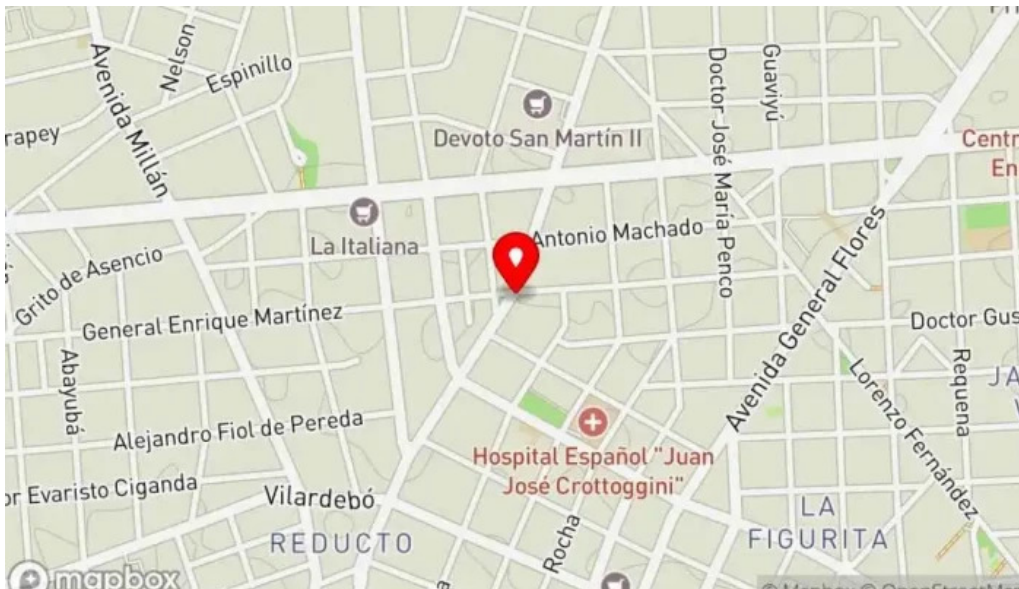 Nelson
Espinillo
Avenida Millán
Devoto San Martín II
Doctor José María Penco
Guaviyú
La Italiana
Antonio Machado
Grito de Asencio
General Enrique Martínez
Abayubá
Avenida General Flores
Doctor Gus
Requena
Lorenzo Fernández
Alejandro Fiol de Pereda
Hospital Español "Juan
José Crottoggini"
or Evaristo Ciganda
Vilardebó
REDUCTO
Rocha
LA
FIGURITA
JA
Centr
En
rapey
mapbox